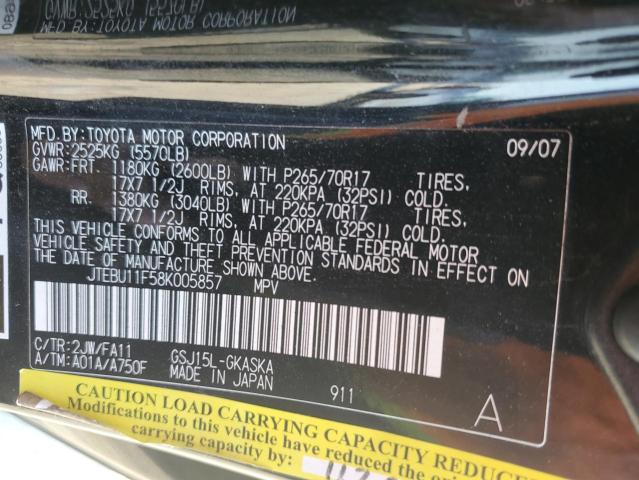 MFD.BY:TOYOTA MOTOR CORPORATION 09/07
GVWR:2525KG (5570LB)
GAWR:FRT. 1180KG (2600LB) WITH P265/70R17 TIRES,
17X7 1/2J RIMS, AT 220KPA (32PSI) COLD.
RR. 1380KG (3040LB) WITH P265/70R17 TIRES,
17X7 1/2J RIMS, AT 220KPA (32PSI) COLD.
THIS VEHICLE CONFORMS TO ALL APPLICABLE FEDERAL MOTOR
VEHICLE SAFETY AND THEFT PREVENTION STANDARDS IN EFFECT ON
THE DATE OF MANUFACTURE SHOWN ABOVE.
JTEBU11F58K005857 MPV
C/TR:2JW/FA11 GSJ15L-GKASKA
A/TM:A01A/A750F MADE IN JAPAN 911 A
CAUTION LOAD CARRYING CAPACITY REDUCED
Modifications to this vehicle have reduced the
carrying capacity by: